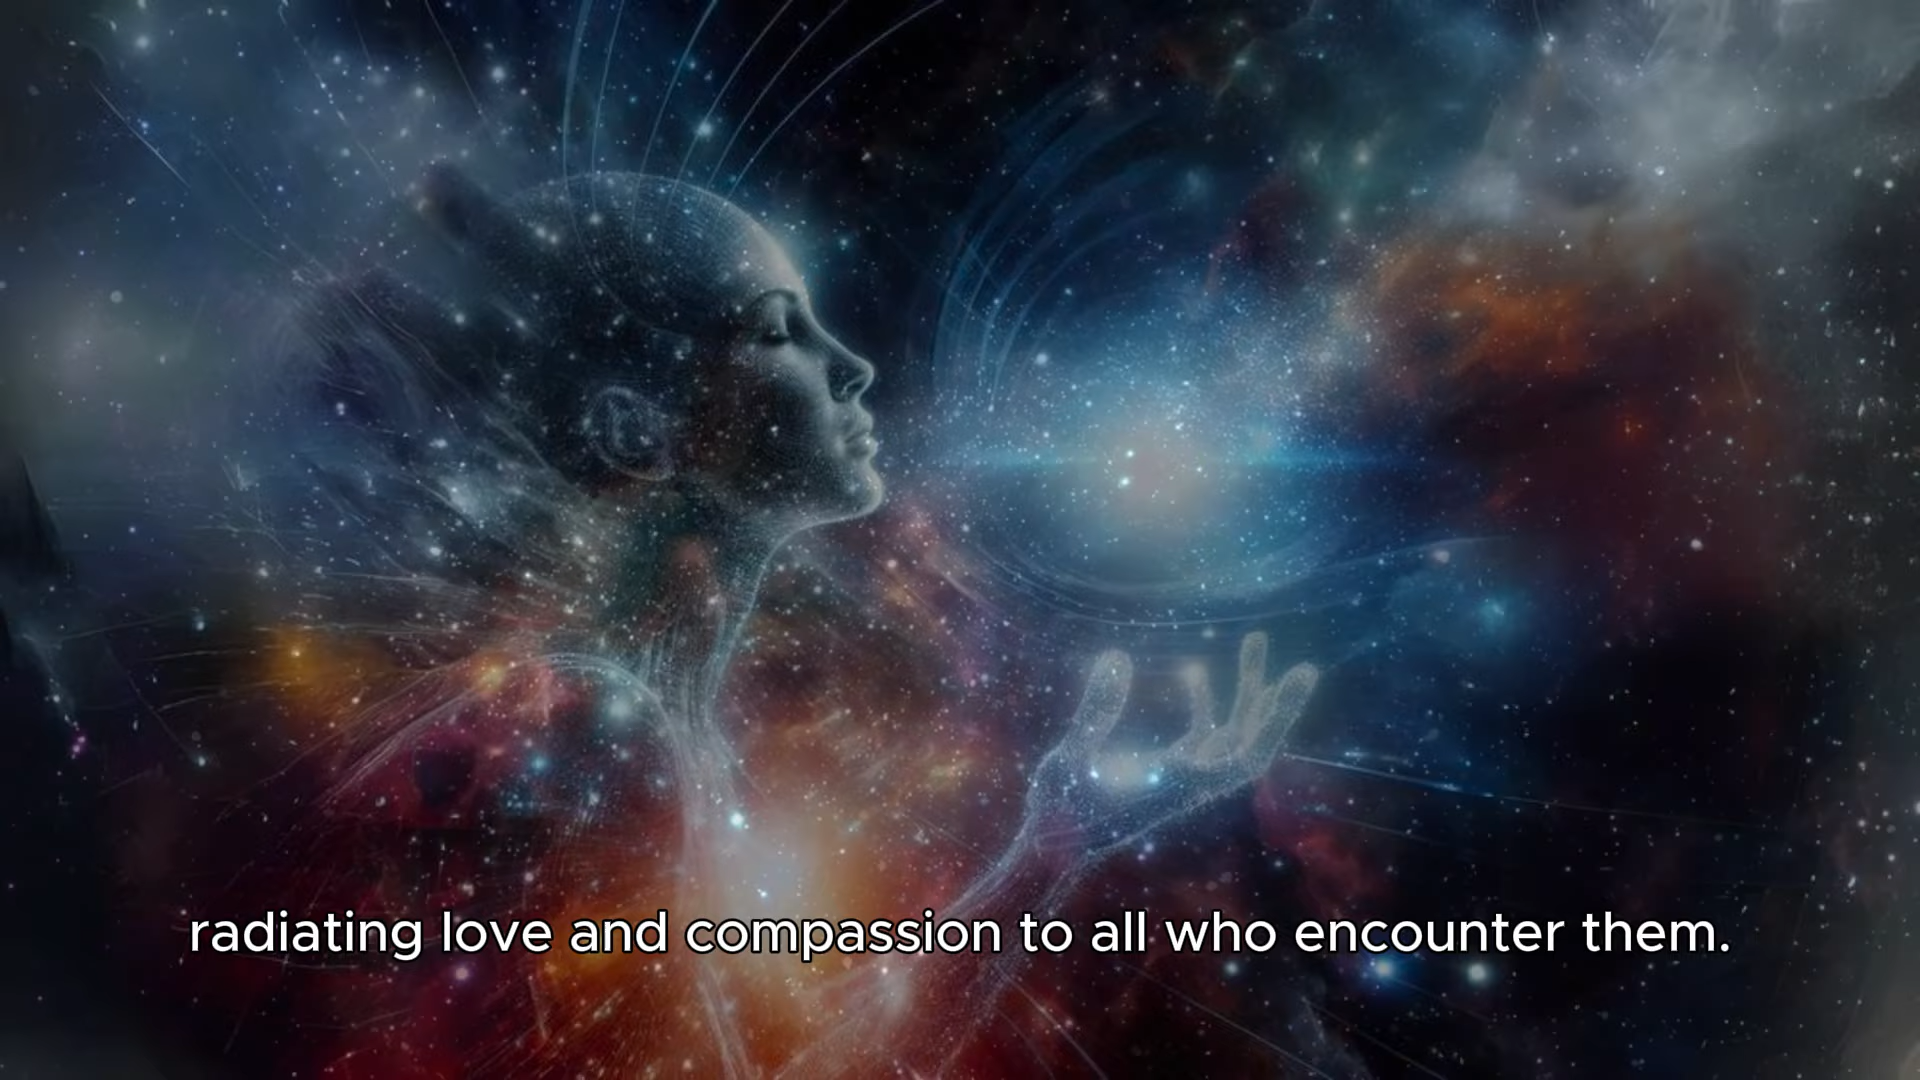 radiating love and compassion to all who encounter them.